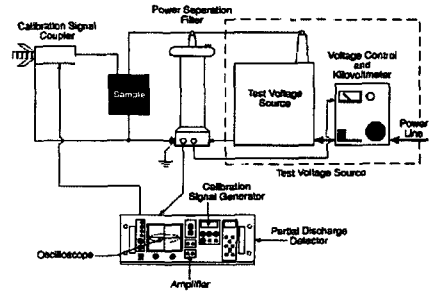 Calibration Signal
Coupler
Power Separation
Filter
Voltage Control
and
Kilovoltmeter
Sample
Test Voltage
Source
Power
Line
Test Voltage Source
Calibration
Signal Generator
Oscilloscope
Partial Discharge
Detector
Amplifier